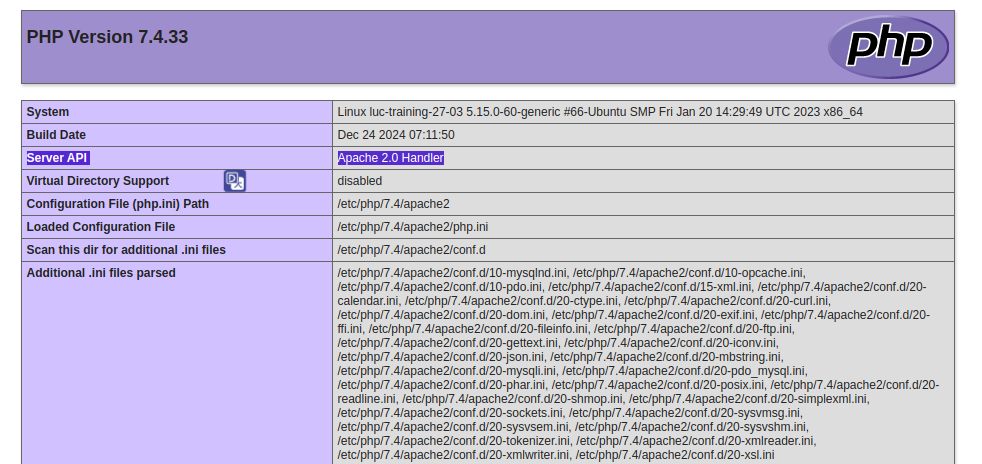 PHP Version 7.4.33
php
System Linux luc-training-27-03 5.15.0-60-generic #66-Ubuntu SMP Fri Jan 20 14:29:49 UTC 2023 x86_64
Build Date Dec 24 2024 07:11:50
Server API Apache 2.0 Handler
Virtual Directory Support disabled
Configuration File (php.ini) Path /etc/php/7.4/apache2
Loaded Configuration File /etc/php/7.4/apache2/php.ini
Scan this dir for additional .ini files /etc/php/7.4/apache2/conf.d
Additional .ini files parsed /etc/php/7.4/apache2/conf.d/10-mysqlnd.ini, /etc/php/7.4/apache2/conf.d/10-opcache.ini,
/etc/php/7.4/apache2/conf.d/10-pdo.ini, /etc/php/7.4/apache2/conf.d/15-xml.ini, /etc/php/7.4/apache2/conf.d/20-
calendar.ini, /etc/php/7.4/apache2/conf.d/20-ctype.ini, /etc/php/7.4/apache2/conf.d/20-curl.ini,
/etc/php/7.4/apache2/conf.d/20-dom.ini, /etc/php/7.4/apache2/conf.d/20-exif.ini, /etc/php/7.4/apache2/conf.d/20-
ffi.ini, /etc/php/7.4/apache2/conf.d/20-fileinfo.ini, /etc/php/7.4/apache2/conf.d/20-ftp.ini,
/etc/php/7.4/apache2/conf.d/20-gettext.ini, /etc/php/7.4/apache2/conf.d/20-iconv.ini,
/etc/php/7.4/apache2/conf.d/20-json.ini, /etc/php/7.4/apache2/conf.d/20-mbstring.ini,
/etc/php/7.4/apache2/conf.d/20-mysqli.ini, /etc/php/7.4/apache2/conf.d/20-pdo_mysql.ini,
/etc/php/7.4/apache2/conf.d/20-phar.ini, /etc/php/7.4/apache2/conf.d/20-posix.ini, /etc/php/7.4/apache2/conf.d/20-
readline.ini, /etc/php/7.4/apache2/conf.d/20-shmop.ini, /etc/php/7.4/apache2/conf.d/20-simplexml.ini,
/etc/php/7.4/apache2/conf.d/20-sockets.ini, /etc/php/7.4/apache2/conf.d/20-sysvmsg.ini,
/etc/php/7.4/apache2/conf.d/20-sysvsem.ini, /etc/php/7.4/apache2/conf.d/20-sysvshm.ini,
/etc/php/7.4/apache2/conf.d/20-tokenizer.ini, /etc/php/7.4/apache2/conf.d/20-xmlreader.ini,
/etc/php/7.4/apache2/conf.d/20-xmlwriter.ini, /etc/php/7.4/apache2/conf.d/20-xsl.ini